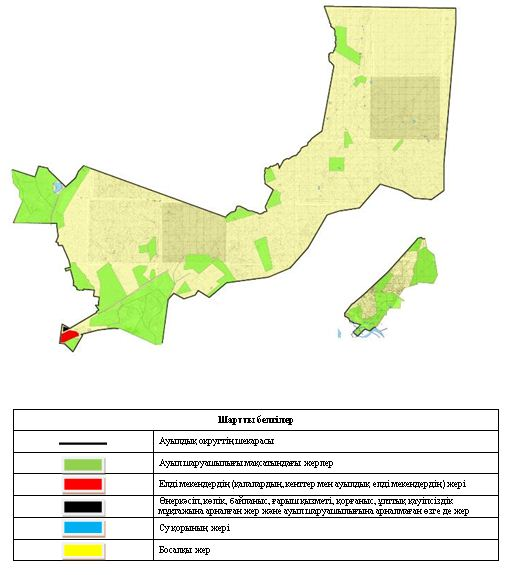 Шартты белгілер
Ауылдық округтің шекарасы
Ауыл шаруашылығы мақсатындағы жерлер
Елді мекендердің (қалалардың, кенттер мен ауылдық елді мекендердің) жері
Өнеркәсіп, көлік, байланыс, ғарыш қызметі, қорғаныс, ұлттық қауіпсіздік
мұқтажына арналған жер және ауыл шаруашылығына арналмаған өзге де жер
Су қорының жері
Босалқы жер